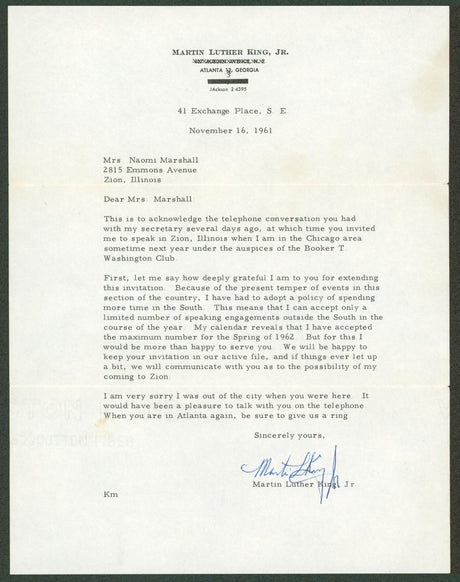 MARTIN LUTHER KING, JR.
ATLANTA 12, GEORGIA
3
JAckson 2-4395
41 Exchange Place, S. E.
November 16, 1961
Mrs Naomi Marshall
2815 Emmons Avenue
Zion, Illinois
Dear Mrs Marshall
This is to acknowledge the telephone conversation you had
with my secretary several days ago, at which time you invited
me to speak in Zion, Illinois when I am in the Chicago area
sometime next year under the auspices of the Booker T
Washington Club
First, let me say how deeply grateful I am to you for extending
this invitation. Because of the present temper of events in this
section of the country, I have had to adopt a policy of spending
more time in the South. This means that I can accept only a
limited number of speaking engagements outside the South in the
course of the year. My calendar reveals that I have accepted
the maximum number for the Spring of 1962. But for this I
would be more than happy to serve you. We will be happy to
keep your invitation in our active file, and if things ever let up
a bit, we will communicate with you as to the possibility of my
coming to Zion
I am very sorry I was out of the city when you were here. It
would have been a pleasure to talk with you on the telephone
When you are in Atlanta again, be sure to give us a ring
Sincerely yours,
Martin L King Jr
Martin Luther King, Jr
Km